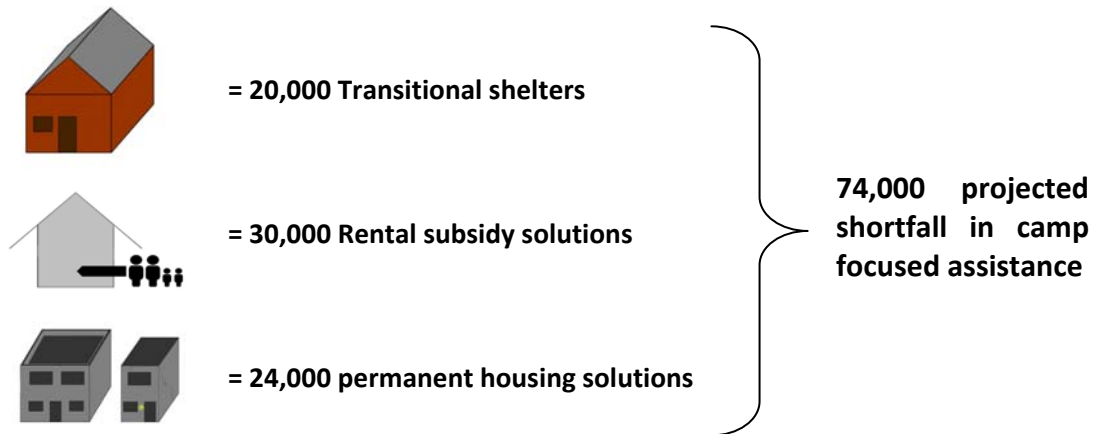 = 20,000 Transitional shelters
= 30,000 Rental subsidy solutions
= 24,000 permanent housing solutions
74,000 projected
shortfall in camp
focused assistance